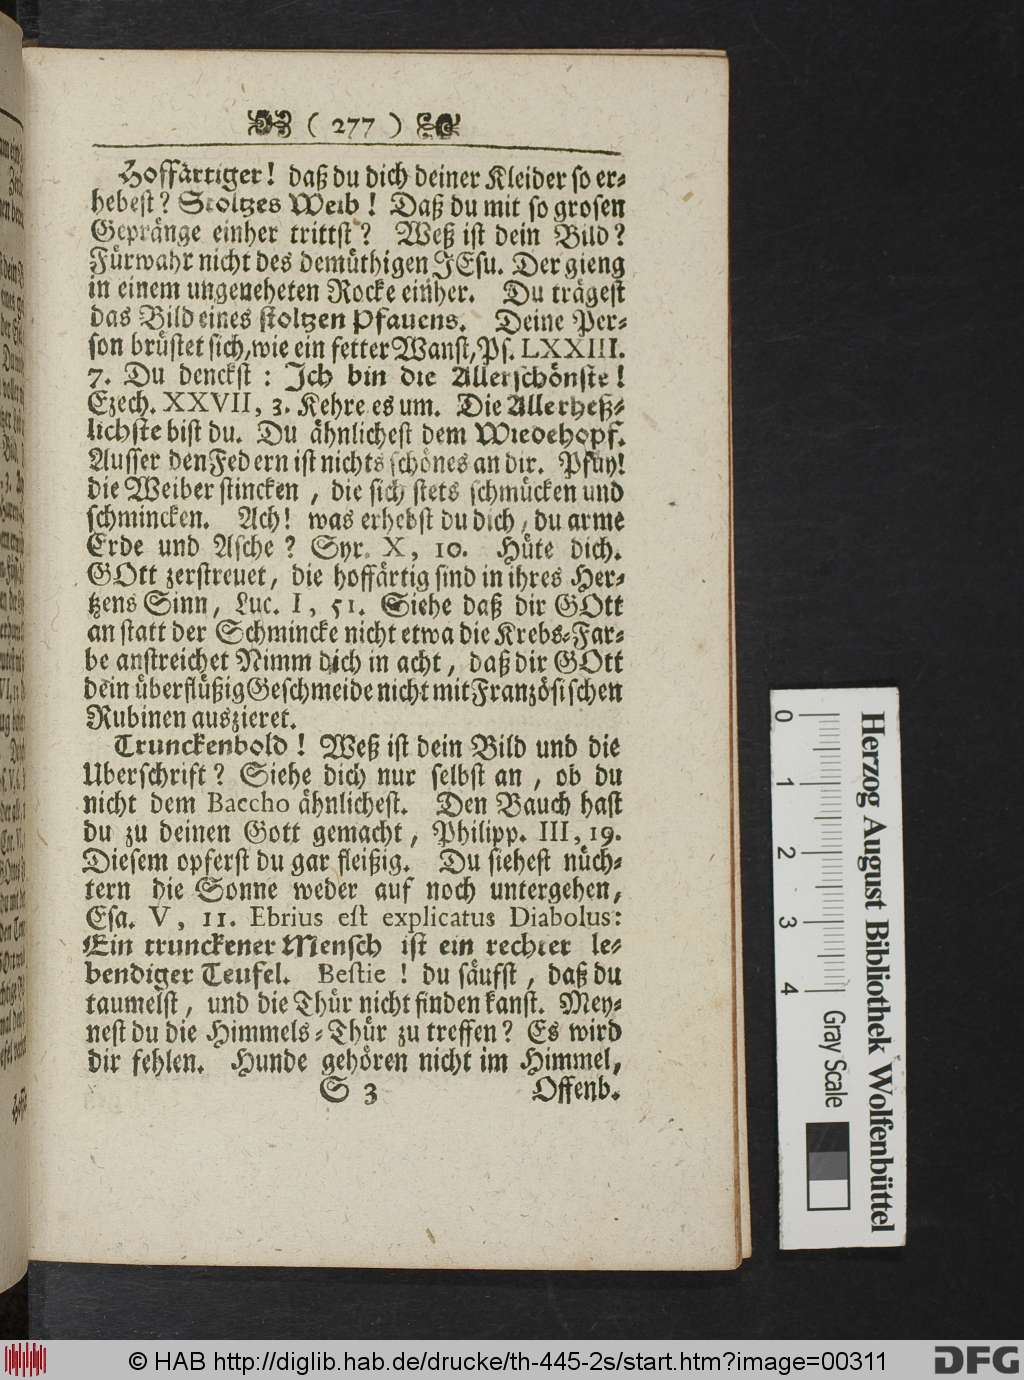 ( 277 )
Hoffärtiger! daß du dich deiner Kleider so er-
hebest? Stoltzes Weib! Daß du mit so grosen
Gepränge einher trittst? Weß ist dein Bild?
Fürwahr nicht des demüthigen JEsu. Der gieng
in einem ungeneheten Rocke einher. Du trägest
das Bild eines stoltzen Pfauens. Deine Per-
son brüstet sich, wie ein fetter Wanst, Ps. LXXIII.
7. Du denckst: Ich bin die Allerschönste!
Ezech. XXVII, 3. Kehre es um. Die Allerheß-
lichste bist du. Du ähnlichest dem Wiedehopf.
Ausser den Federn ist nichts schönes an dir. Pfuy!
die Weiber stincken, die sich stets schmücken und
schmincken. Ach! was erhebst du dich, du arme
Erde und Asche? Syr. X, 10. Hüte dich.
GOtt zerstreuet, die hoffärtig sind in ihres Her-
tzens Sinn, Luc. I, 51. Siehe daß dir GOtt
an statt der Schmincke nicht etwa die Krebs-Far-
be anstreichet Nimm dich in acht, daß dir GOtt
dein überflüßig Geschmeide nicht mit Französischen
Rubinen auszieret.
Trunckenbold! Weß ist dein Bild und die
Uberschrift? Siehe dich nur selbst an, ob du
nicht dem Baccho ähnlichest. Den Bauch hast
du zu deinen Gott gemacht, Philipp. III, 19.
Diesem opferst du gar fleißig. Du siehest nüch-
tern die Sonne weder auf noch untergehen,
Esa. V, 11. Ebrius est explicatus Diabolus:
Ein trunckener Mensch ist ein rechter le-
bendiger Teufel. Bestie! du säufst, daß du
taumelst, und die Thür nicht finden kanst. Mey-
nest du die Himmels-Thür zu treffen? Es wird
dir fehlen. Hunde gehören nicht im Himmel,
S 3 Offenb.
Herzog August Bibliothek Wolfenbüttel
0 1 2 3 4 Gray Scale
© HAB http://diglib.hab.de/drucke/th-445-2s/start.htm?image=00311
DFG